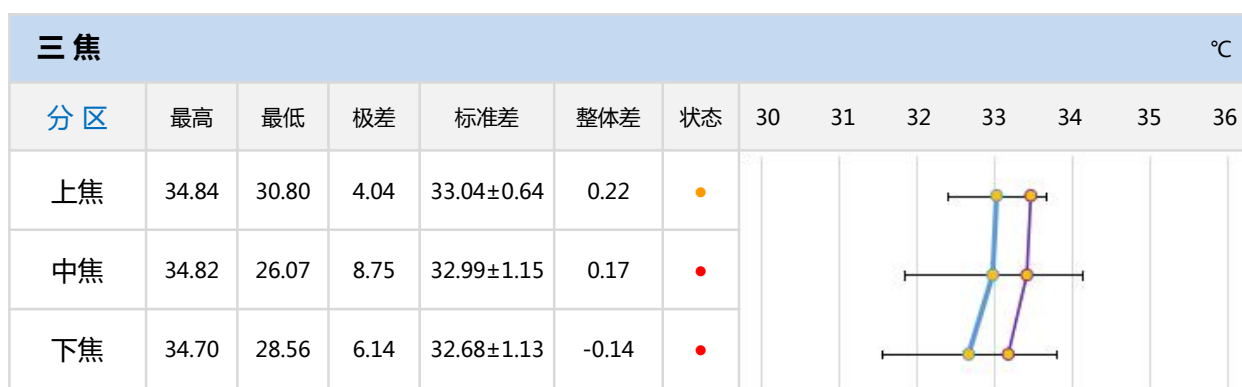 三焦 ℃
分区 最高 最低 极差 标准差 整体差 状态 30 31 32 33 34 35 36
上焦 34.84 30.80 4.04 33.04±0.64 0.22
中焦 34.82 26.07 8.75 32.99±1.15 0.17
下焦 34.70 28.56 6.14 32.68±1.13 -0.14